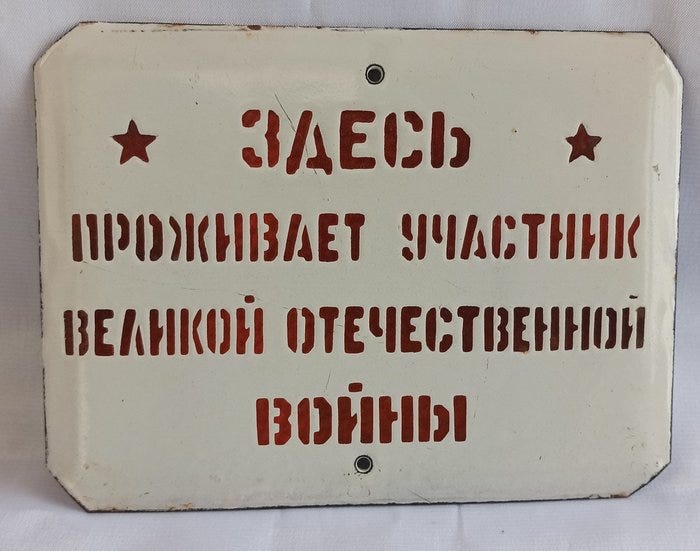 ЗДЕСЬ
ПРОЖИВАЕТ УЧАСТНИК
ВЕЛИКОЙ ОТЕЧЕСТВЕННОЙ
ВОЙНЫ